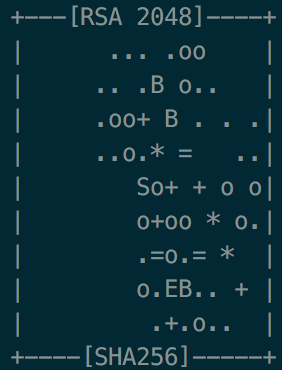 +---[RSA 2048]----+
|      ... .oo    |
|     .. .B o..   |
|     .oo+ B . . .|
|     ..o.* =   ..|
|        So+ + o o|
|        o+oo * o.|
|        .=o.= *  |
|        o.EB.. + |
|         .+.o..  |
+----[SHA256]-----+